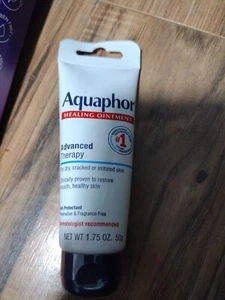 Aquaphor
HEALING OINTMENT
Advanced
Therapy
#1
dry, cracked or irritated skin
Clinically proven to restore
smooth, healthy skin
Skin Protectant
Preservative & Fragrance Free
Dermatologist recommended
NET WT 1.75 OZ. 50g